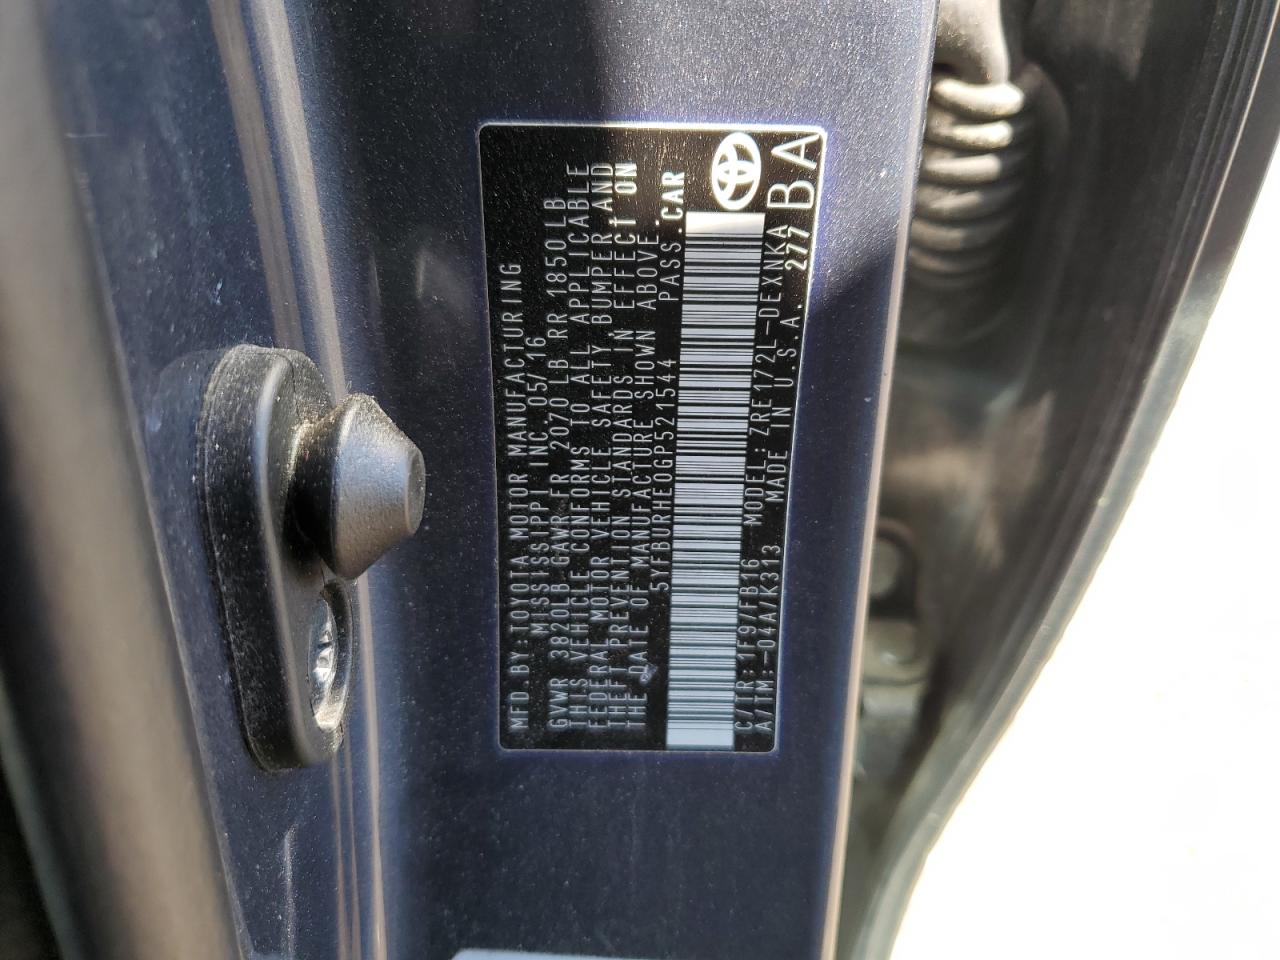 MFD.BY:TOYOTA MOTOR MANUFACTURING
MISSISSIPPI INC.05/16
GVWR 3820LB GAWR FR 2070 LB RR 1850LB
THIS VEHICLE CONFORMS TO ALL APPLICABLE
FEDERAL MOTOR VEHICLE SAFETY,BUMPER,AND
THEFT PREVENTION STANDARDS IN EFFECT ON
THE DATE OF MANUFACTURE SHOWN ABOVE.
5YFBURHE0GP521544 PASS.CAR
C/TR:1F9/FB16 MODEL:ZRE172L-DEXNKA
A/TM:-04A/K313 MADE IN U.S.A. 277 BA